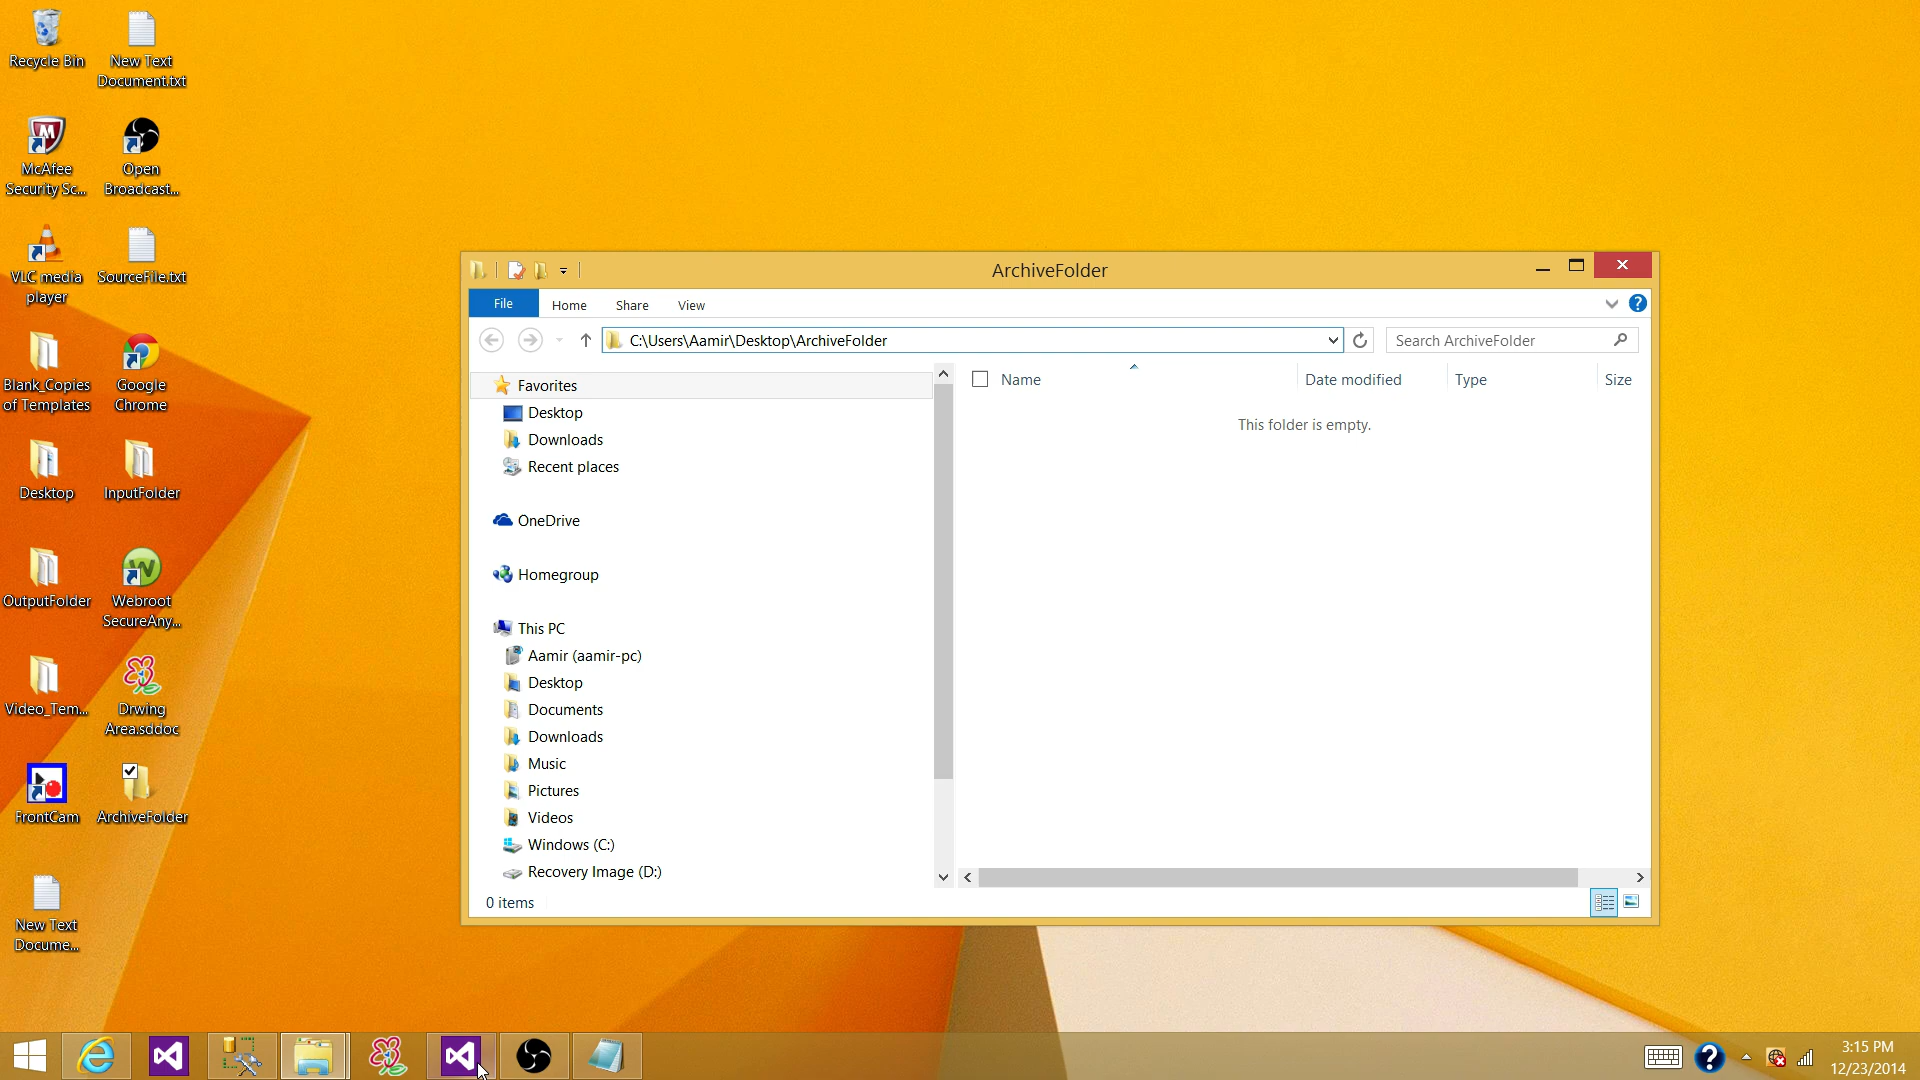 Recycle Bin
New Text
Document.txt
McAfee
Security Sc...
Open
Broadcast...
VLC media
player
SourceFile.txt
Blank_Copies
of Templates
Google
Chrome
Desktop
InputFolder
OutputFolder
Webroot
SecureAny...
Video_Tem...
Drwing
Area.sddoc
FrontCam
ArchiveFolder
New Text
Docume...
ArchiveFolder
File
Home
Share
View
C:\Users\Aamir\Desktop\ArchiveFolder
Search ArchiveFolder
Favorites
Desktop
Downloads
Recent places
OneDrive
Homegroup
This PC
Aamir (aamir-pc)
Desktop
Documents
Downloads
Music
Pictures
Videos
Windows (C:)
Recovery Image (D:)
Name
Date modified
Type
Size
This folder is empty.
0 items
3:15 PM
12/23/2014